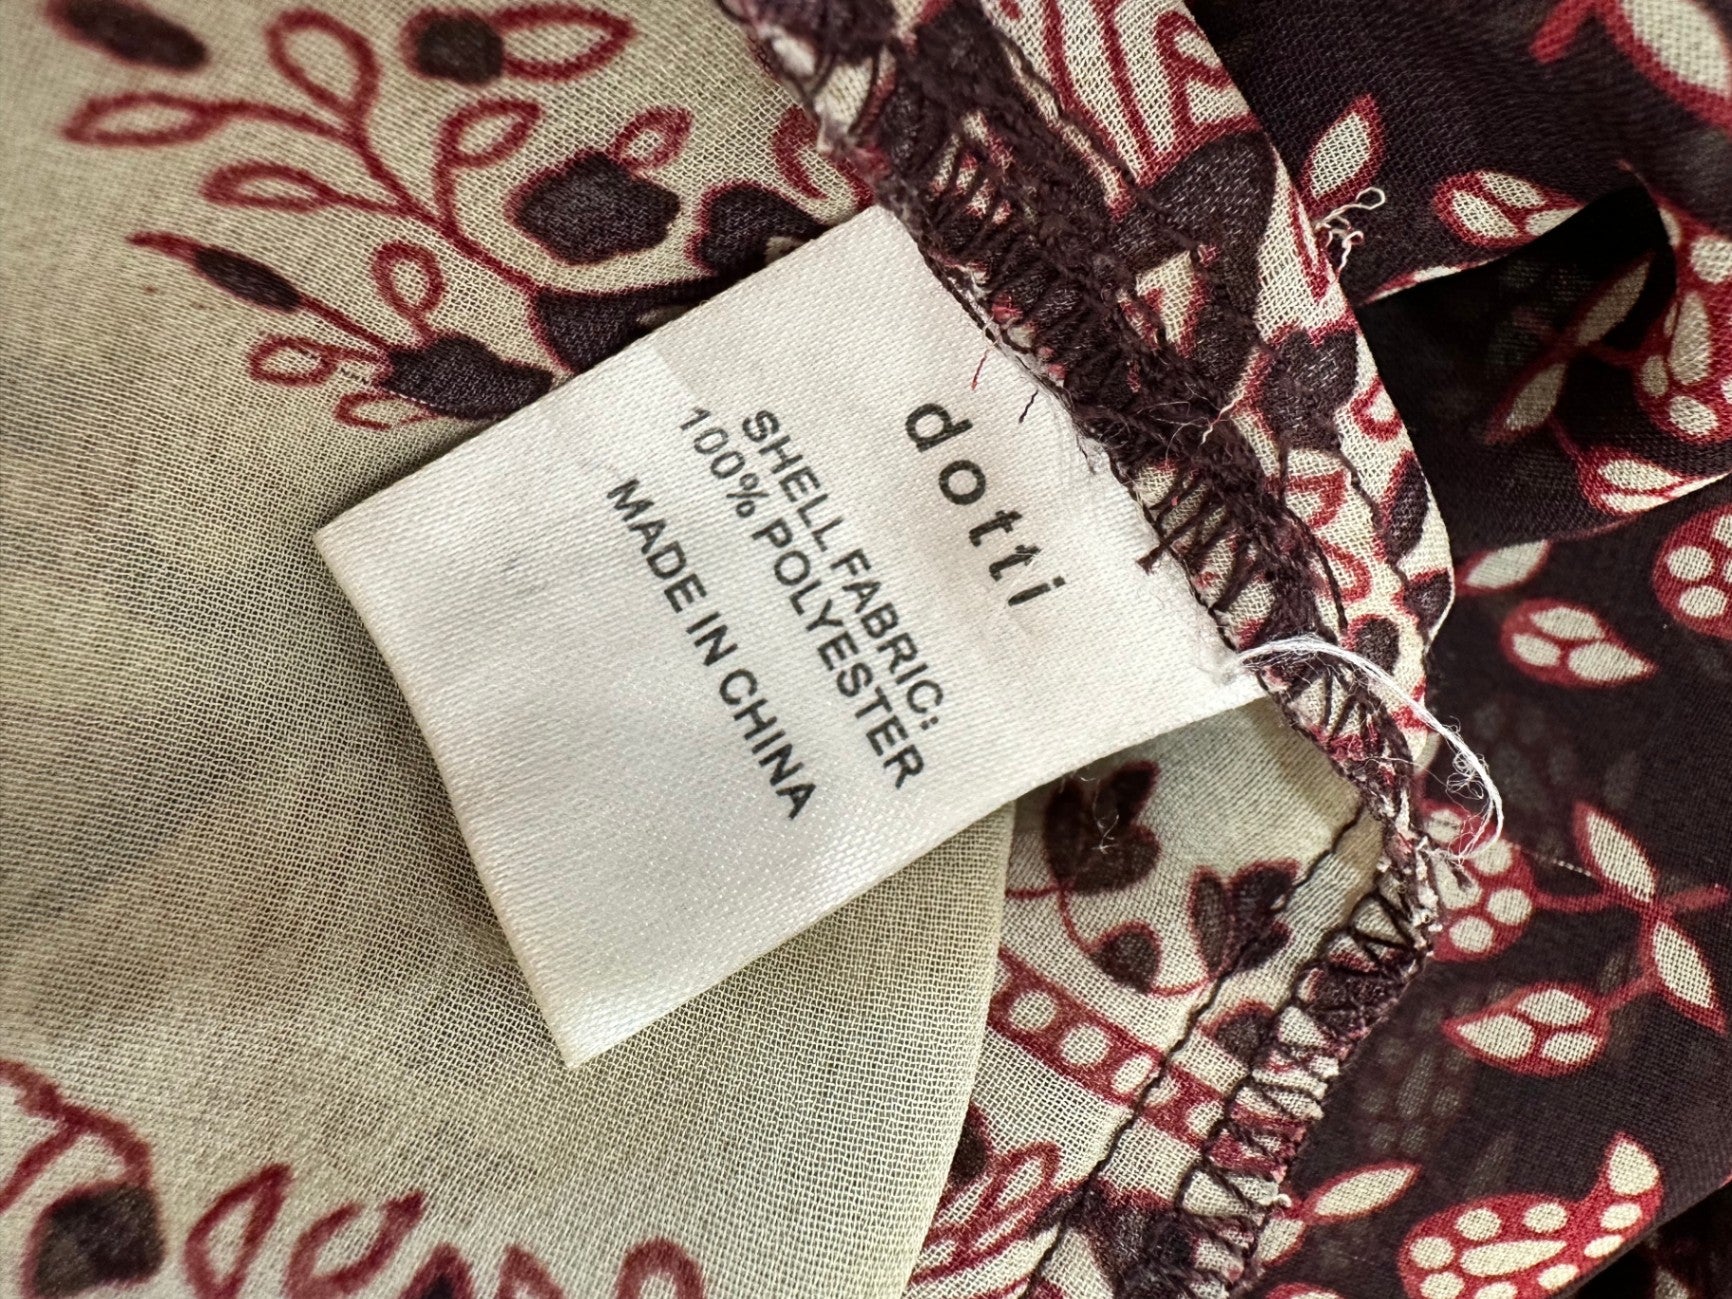 dotti
SHELL FABRIC:
100% POLYESTER
MADE IN CHINA